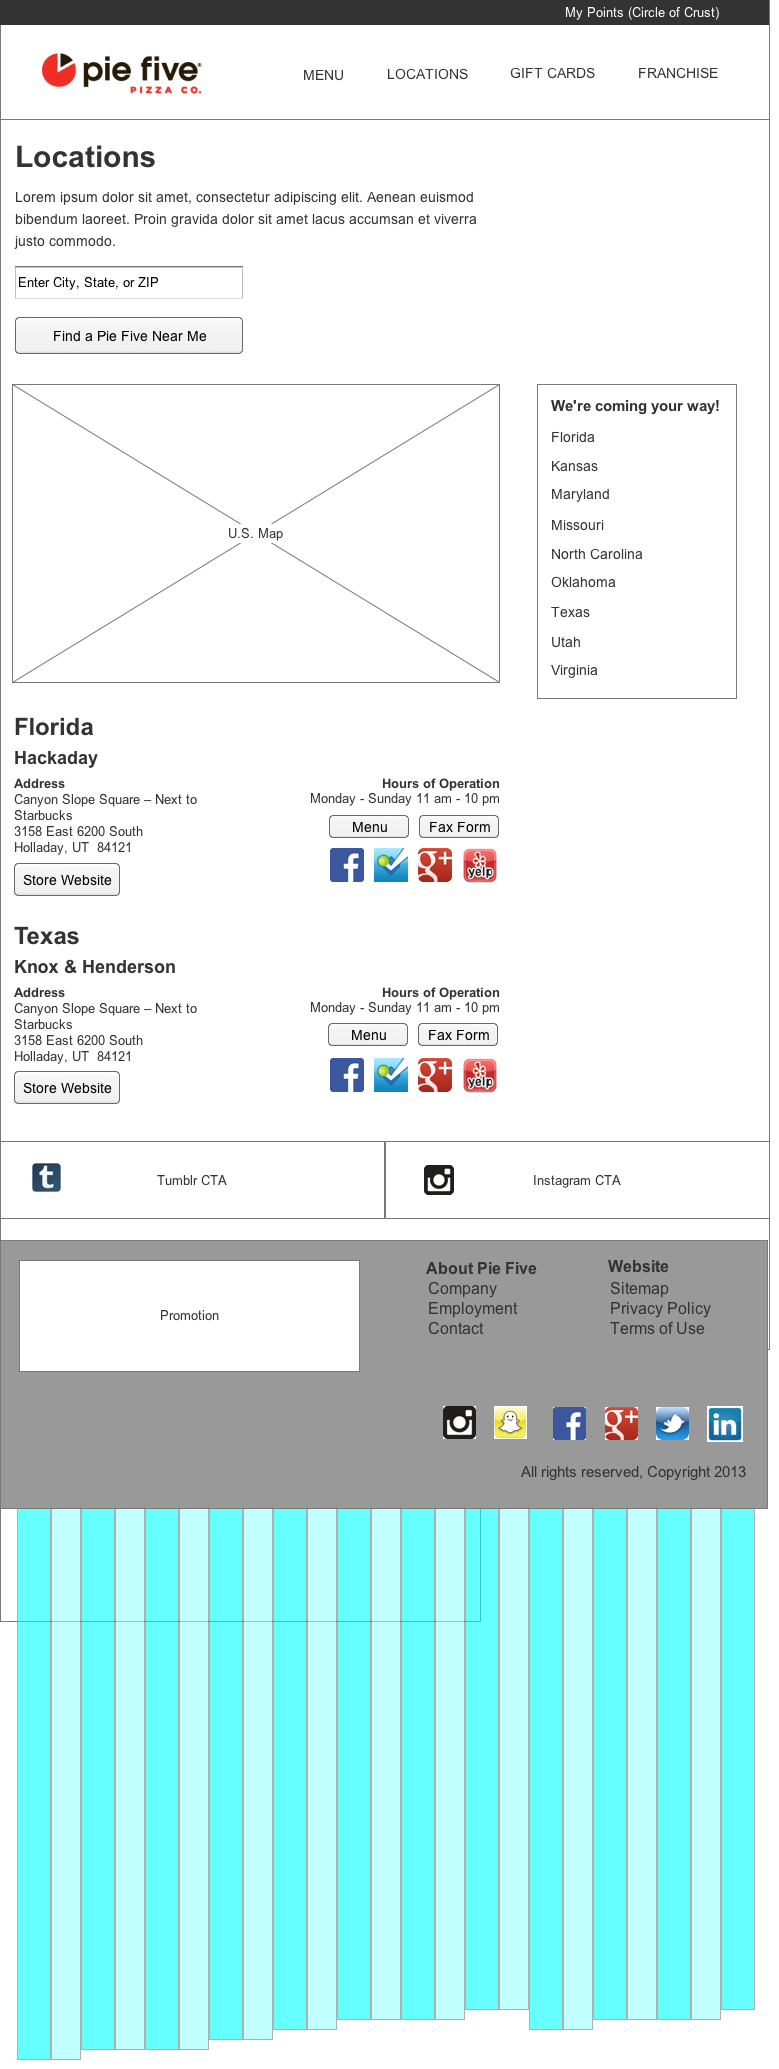 My Points (Circle of Crust)
pie five
PIZZA CO.
MENU
LOCATIONS
GIFT CARDS
FRANCHISE
Locations
Lorem ipsum dolor sit amet, consectetur adipiscing elit. Aenean euismod
bibendum laoreet. Proin gravida dolor sit amet lacus accumsan et viverra
justo commodo.
Enter City, State, or ZIP
Find a Pie Five Near Me
U.S. Map
We're coming your way!
Florida
Kansas
Maryland
Missouri
North Carolina
Oklahoma
Texas
Utah
Virginia
Florida
Hackaday
Address
Canyon Slope Square – Next to
Starbucks
3158 East 6200 South
Holladay, UT  84121
Store Website
Hours of Operation
Monday - Sunday 11 am - 10 pm
Menu
Fax Form
yelp
Texas
Knox & Henderson
Address
Canyon Slope Square – Next to
Starbucks
3158 East 6200 South
Holladay, UT  84121
Store Website
Hours of Operation
Monday - Sunday 11 am - 10 pm
Menu
Fax Form
yelp
Tumblr CTA
Instagram CTA
Promotion
About Pie Five
Company
Employment
Contact
Website
Sitemap
Privacy Policy
Terms of Use
in
All rights reserved, Copyright 2013